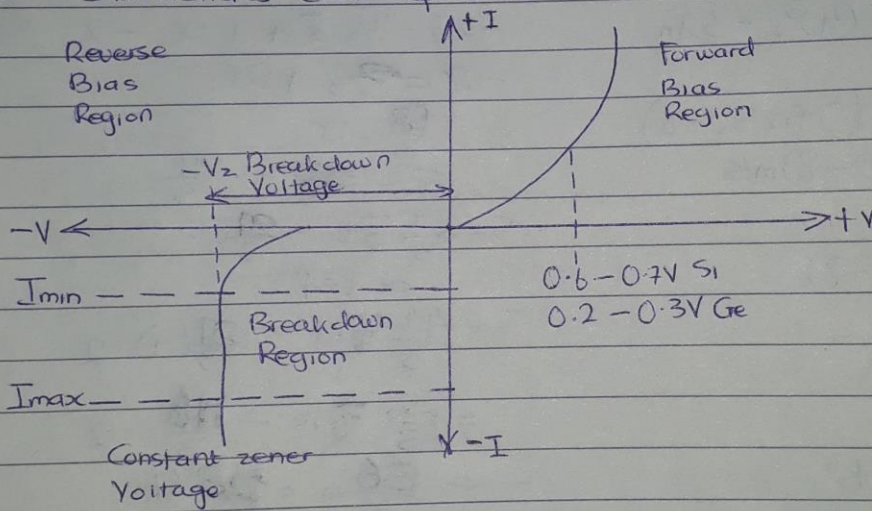 +I
Reverse
Bias
Region
Forward
Bias
Region
-Vz Breakdown
Voltage
-V
+V
Imin
0.6-0.7V Si
0.2-0.3V Ge
Breakdown
Region
Imax
-I
Constant zener
Voitage